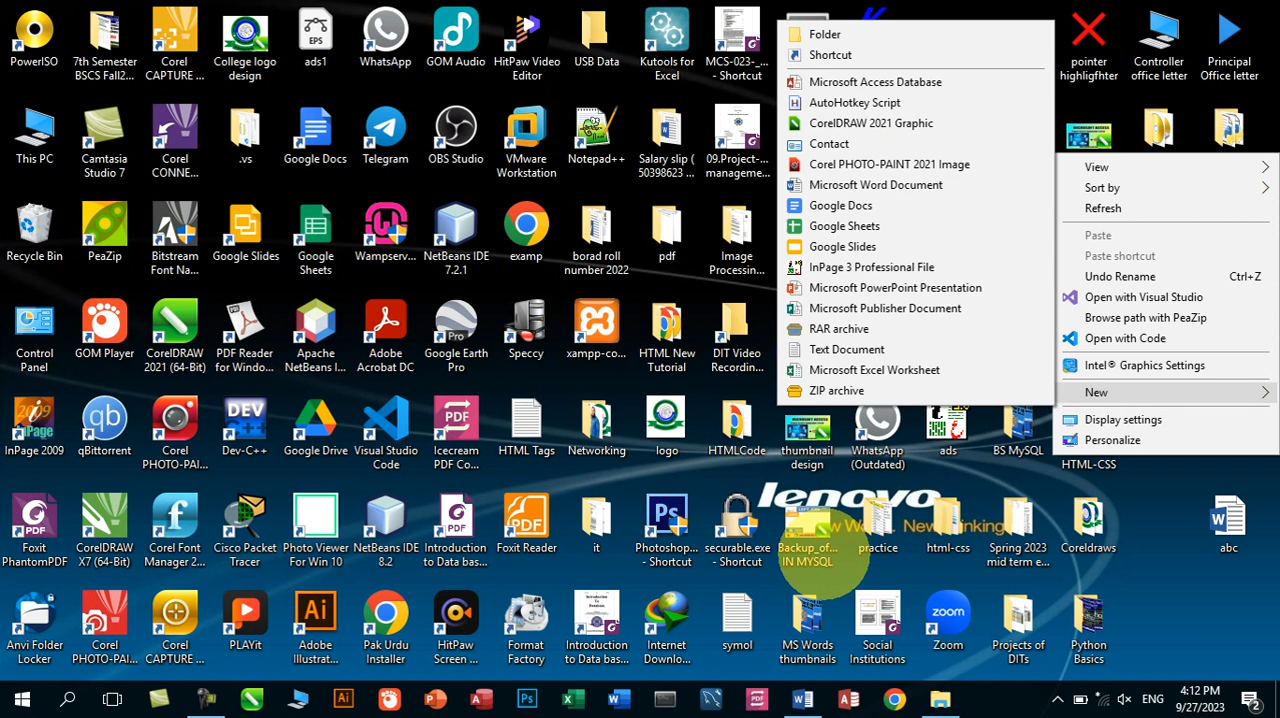 PowerISO
7th Semester
BSCS Fall2...
Corel
CAPTURE ...
College logo
design
EPS
ads1
WhatsApp
GOM Audio
HitPaw Video
Editor
USB Data
Kutools for
Excel
MCS-023-_...
- Shortcut
pointer
highlighter
Controller
office letter
Principal
Office letter
This PC
Camtasia
Studio 7
Corel
CONNE...
.vs
Google Docs
Telegram
OBS Studio
VMware
Workstation
Notepad++
Salary slip (
50398623 ...
09.Project-...
manageme...
Recycle Bin
PeaZip
Bitstream
Font Na...
Google Slides
Google
Sheets
Wampserv...
NetBeans IDE
7.2.1
examp
borad roll
number 2022
pdf
Image
Processin...
Control
Panel
GOM Player
CorelDRAW
2021 (64-Bit)
PDF Reader
for Windo...
Apache
NetBeans I...
Adobe
Acrobat DC
Pro
Google Earth
Pro
Speccy
xampp-co...
HTML New
Tutorial
DIT Video
Recordin...
InPage 2009
qBittorrent
Corel
PHOTO-PAI...
DEV
Dev-C++
Google Drive
Visual Studio
Code
PDF
Icecream
PDF Co...
HTML Tags
Networking
logo
HTMLCode
thumbnail
design
WhatsApp
(Outdated)
ads
BS MySQL
HTML-CSS
PDF
Foxit
PhantomPDF
CorelDRAW
X7 (64-Bit)
Corel Font
Manager 2...
Cisco Packet
Tracer
Photo Viewer
For Win 10
NetBeans IDE
8.2
Introduction
to Data bas...
PDF
Foxit Reader
it
Ps
Photoshop...
- Shortcut
securable.exe
- Shortcut
Backup_of...
IN MYSQL
practice
html-css
Spring 2023
mid term e...
Coreldraws
abc
lenovo
New Thinking
Anvi Folder
Locker
Corel
PHOTO-PAI...
Corel
CAPTURE ...
PLAYit
Ai
Adobe
Illustrat...
Pak Urdu
Installer
HitPaw
Screen ...
Format
Factory
Introduction
to Data bas...
Internet
Downlo...
symol
MS Words
thumbnails
Social
Institutions
zoom
Zoom
Projects of
DITs
Python
Basics
Folder
Shortcut
Microsoft Access Database
AutoHotkey Script
CorelDRAW 2021 Graphic
Contact
Corel PHOTO-PAINT 2021 Image
Microsoft Word Document
Google Docs
Google Sheets
Google Slides
InPage 3 Professional File
Microsoft PowerPoint Presentation
Microsoft Publisher Document
RAR archive
Text Document
Microsoft Excel Worksheet
ZIP archive
View
Sort by
Refresh
Paste
Paste shortcut
Undo Rename Ctrl+Z
Open with Visual Studio
Browse path with PeaZip
Open with Code
Intel® Graphics Settings
New
Display settings
Personalize
ENG
4:12 PM
9/27/2023
2